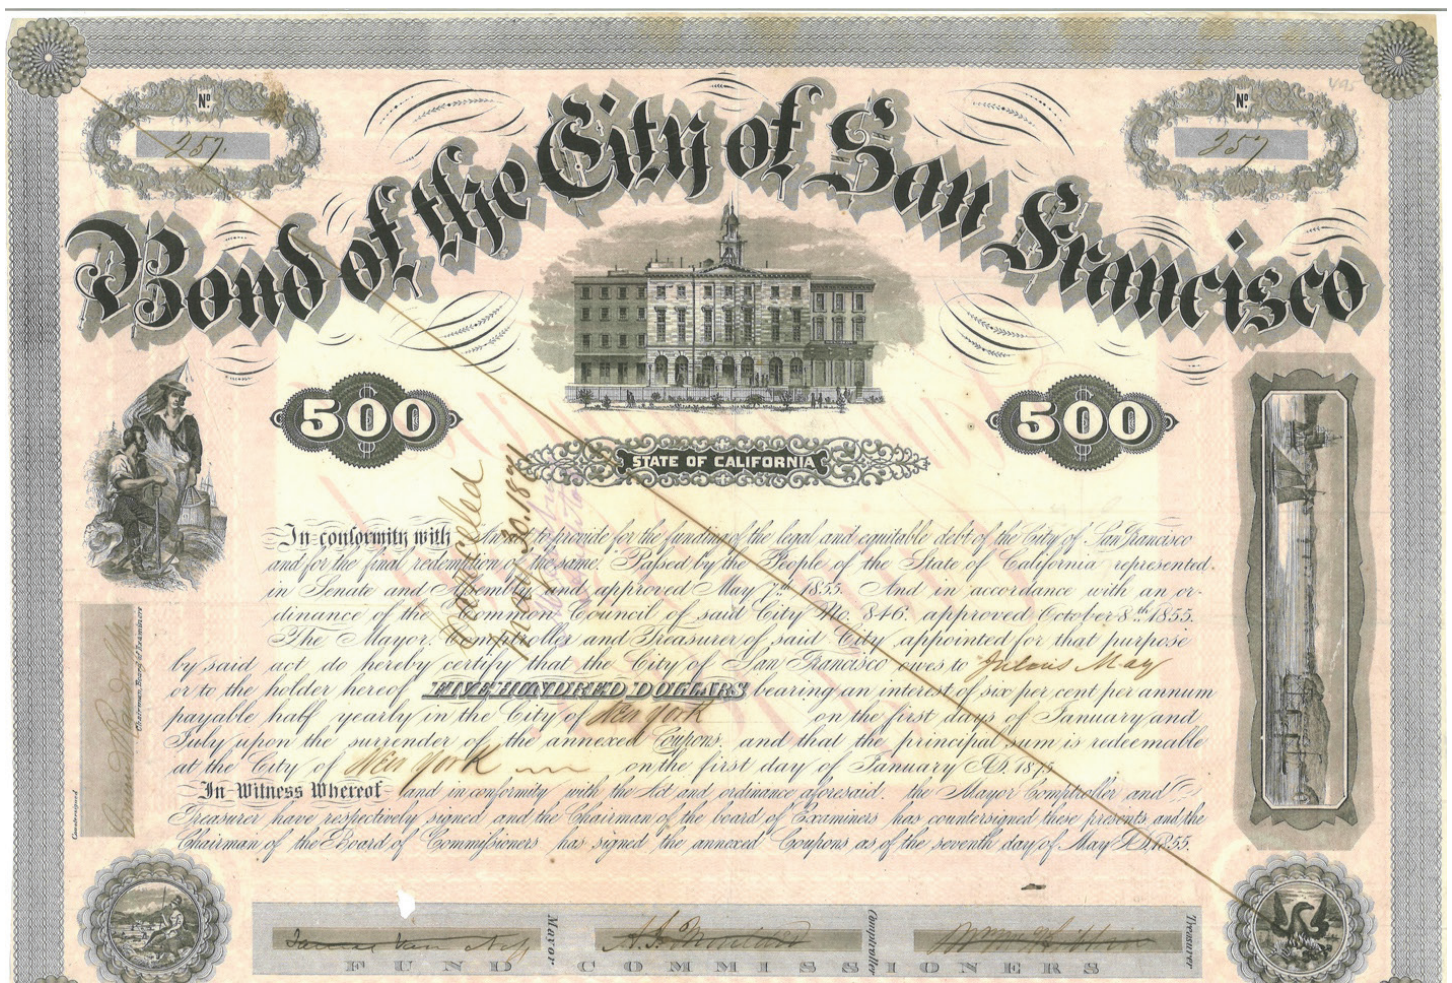 Nº Nº
257. 257
Bond of the City of San Francisco
500 500
STATE OF CALIFORNIA
Cancelled
In conformity with An act to provide for the funding of the legal and equitable debt of the City of San Francisco
and for the final redemption of the same. Passed by the People of the State of California represented
in Senate and Assembly and approved May 7th 1855. And in accordance with an or-
dinance of the Common Council of said City No. 846. approved October 8th 1855.
The Mayor, Comptroller and Treasurer of said City appointed for that purpose
by said act do hereby certify that the City of San Francisco owes to Julius May
or to the holder hereof FIVE HUNDRED DOLLARS bearing an interest of six per cent per annum
payable half yearly in the City of New York on the first days of January and
July upon the surrender of the annexed Coupons, and that the principal sum is redeemable
at the City of New York on the first day of January A.D. 1875
In Witness Whereof and in conformity with the Act and ordinance aforesaid. the Mayor Comptroller and
Treasurer have respectively signed and the Chairman of the board of Examiners has countersigned these presents and the
Chairman of the Board of Commissioners has signed the annexed Coupons as of the seventh day of May A.D. 1855.
Countersigned
Chairman Board of Examiners
James Van Ness Mayor
Comptroller
Treasurer
FUND COMMISSIONERS